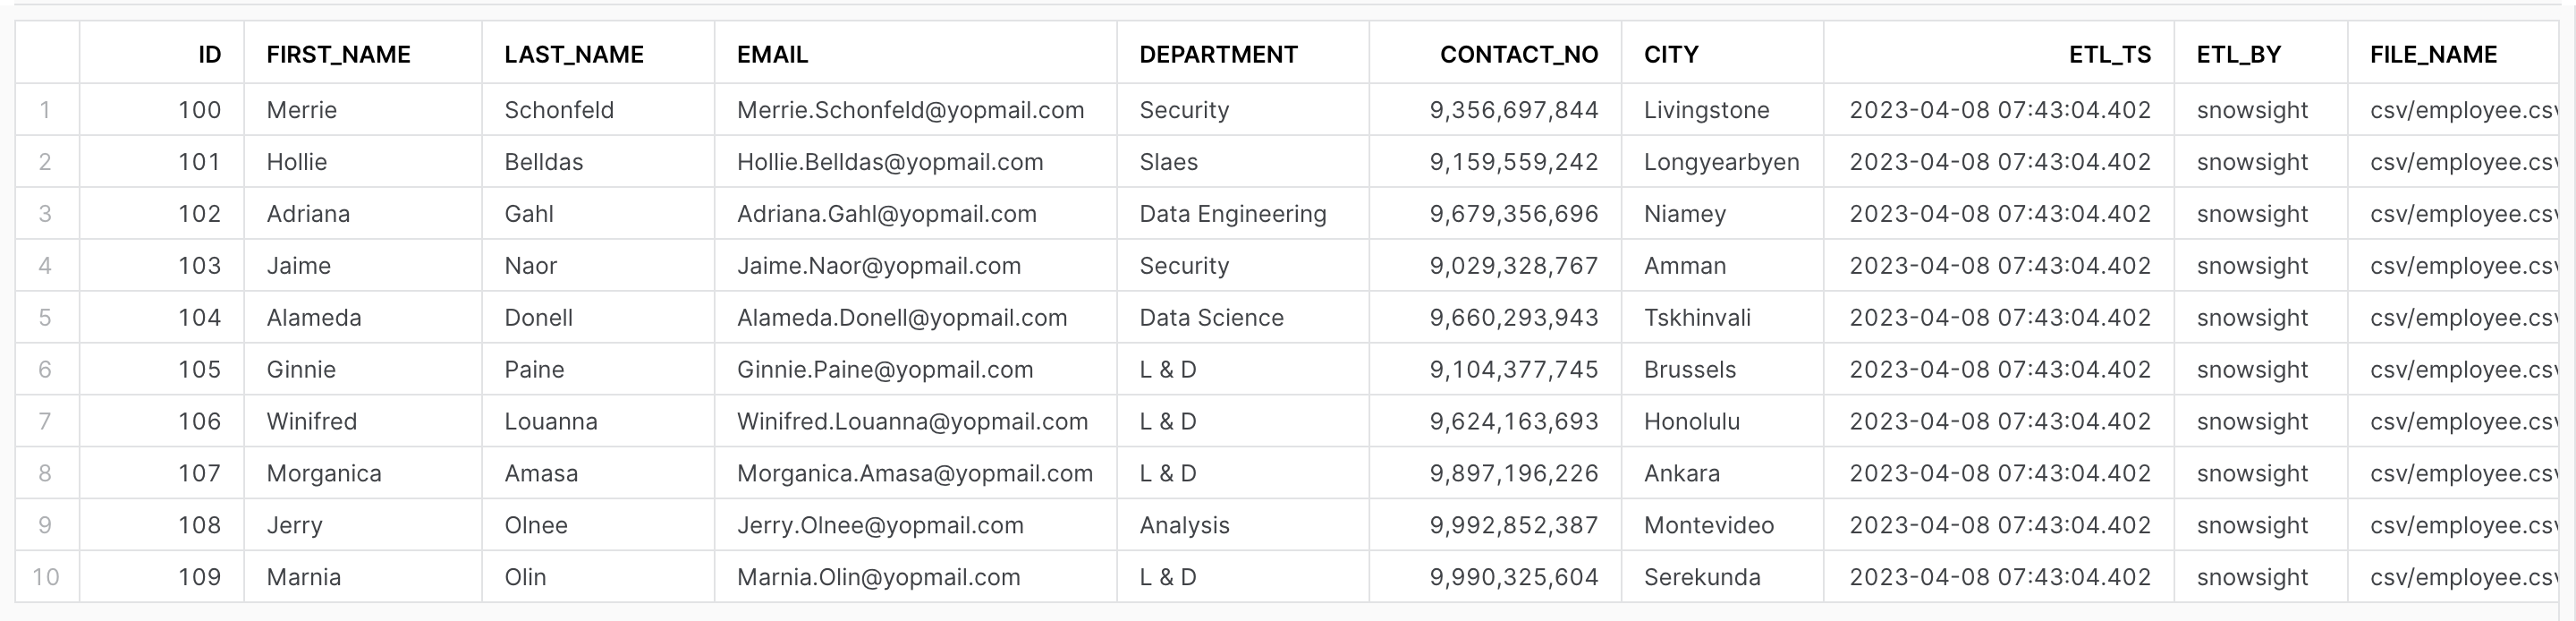 ID FIRST_NAME LAST_NAME EMAIL DEPARTMENT CONTACT_NO CITY ETL_TS ETL_BY FILE_NAME
1 100 Merrie Schonfeld Merrie.Schonfeld@yopmail.com Security 9,356,697,844 Livingstone 2023-04-08 07:43:04.402 snowsight csv/employee.csv
2 101 Hollie Belldas Hollie.Belldas@yopmail.com Slaes 9,159,559,242 Longyearbyen 2023-04-08 07:43:04.402 snowsight csv/employee.csv
3 102 Adriana Gahl Adriana.Gahl@yopmail.com Data Engineering 9,679,356,696 Niamey 2023-04-08 07:43:04.402 snowsight csv/employee.csv
4 103 Jaime Naor Jaime.Naor@yopmail.com Security 9,029,328,767 Amman 2023-04-08 07:43:04.402 snowsight csv/employee.csv
5 104 Alameda Donell Alameda.Donell@yopmail.com Data Science 9,660,293,943 Tskhinvali 2023-04-08 07:43:04.402 snowsight csv/employee.csv
6 105 Ginnie Paine Ginnie.Paine@yopmail.com L & D 9,104,377,745 Brussels 2023-04-08 07:43:04.402 snowsight csv/employee.csv
7 106 Winifred Louanna Winifred.Louanna@yopmail.com L & D 9,624,163,693 Honolulu 2023-04-08 07:43:04.402 snowsight csv/employee.csv
8 107 Morganica Amasa Morganica.Amasa@yopmail.com L & D 9,897,196,226 Ankara 2023-04-08 07:43:04.402 snowsight csv/employee.csv
9 108 Jerry Olnee Jerry.Olnee@yopmail.com Analysis 9,992,852,387 Montevideo 2023-04-08 07:43:04.402 snowsight csv/employee.csv
10 109 Marnia Olin Marnia.Olin@yopmail.com L & D 9,990,325,604 Serekunda 2023-04-08 07:43:04.402 snowsight csv/employee.csv